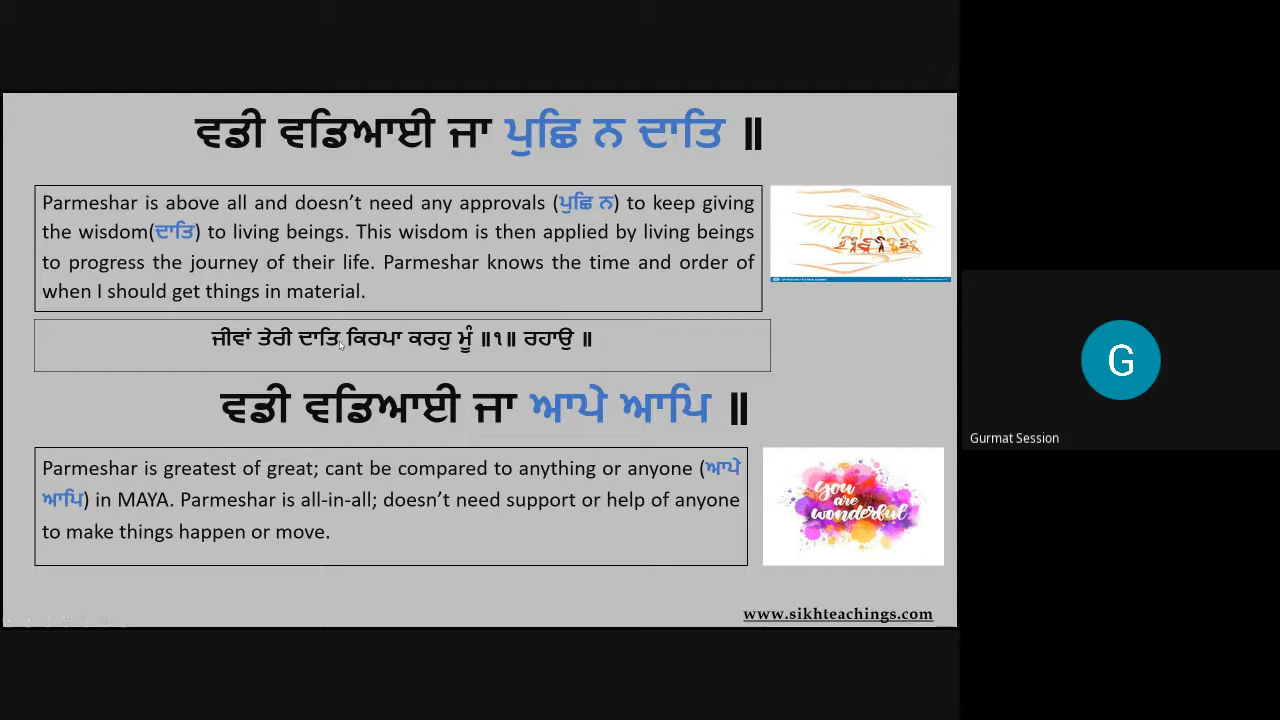 ਵਡੀ ਵਡਿਆਈ ਜਾ ਪੁਛਿ ਨ ਦਾਤਿ ॥
Parmeshar is above all and doesn’t need any approvals (ਪੁਛਿ ਨ) to keep giving
the wisdom(ਦਾਤਿ) to living beings. This wisdom is then applied by living beings
to progress the journey of their life. Parmeshar knows the time and order of
when I should get things in material.
ਜੀਵਾਂ ਤੇਰੀ ਦਾਤਿ ਕਿਰਪਾ ਕਰਹੁ ਮੂੰ ॥੧॥ ਰਹਾਉ ॥
ਵਡੀ ਵਡਿਆਈ ਜਾ ਆਪੇ ਆਪਿ ॥
Parmeshar is greatest of great; cant be compared to anything or anyone (ਆਪੇ
ਆਪਿ) in MAYA. Parmeshar is all-in-all; doesn’t need support or help of anyone
to make things happen or move.
you
are
wonderful
www.sikhteachings.com
G
Gurmat Session